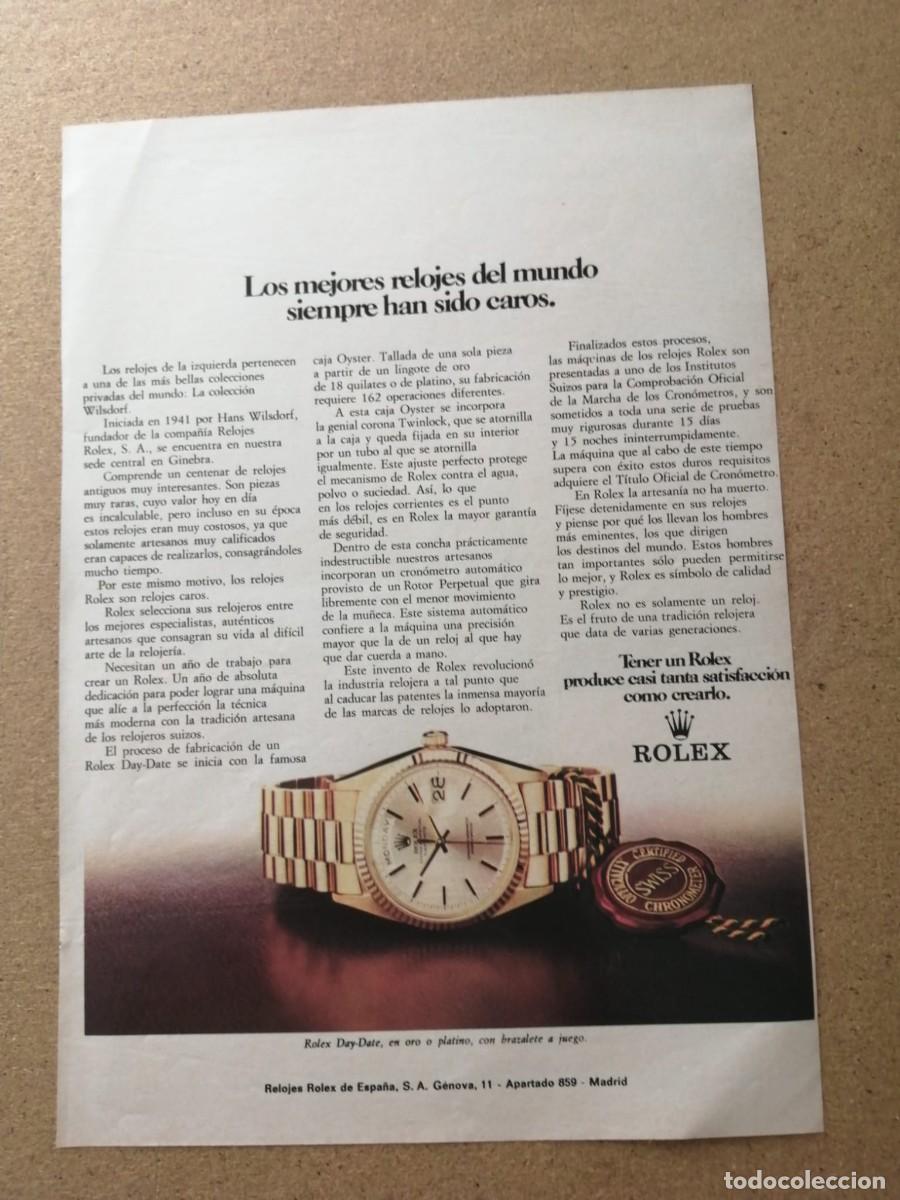 Los mejores relojes del mundo
siempre han sido caros.
Los relojes de la izquierda pertenecen
a una de las más bellas colecciones
privadas del mundo: La colección
Wilsdorf.
Iniciada en 1941 por Hans Wilsdorf,
fundador de la compañía Relojes
Rolex, S. A., se encuentra en nuestra
sede central en Ginebra.
Comprende un centenar de relojes
antiguos muy interesantes. Son piezas
muy raras, cuyo valor hoy en día
es incalculable, pero incluso en su época
estos relojes eran muy costosos, ya que
solamente artesanos muy calificados
eran capaces de realizarlos, consagrándoles
mucho tiempo.
Por este mismo motivo, los relojes
Rolex son relojes caros.
Rolex selecciona sus relojeros entre
los mejores especialistas, auténticos
artesanos que consagran su vida al difícil
arte de la relojería.
Necesitan un año de trabajo para
crear un Rolex. Un año de absoluta
dedicación para poder lograr una máquina
que alíe a la perfección la técnica
más moderna con la tradición artesana
de los relojeros suizos.
El proceso de fabricación de un
Rolex Day-Date se inicia con la famosa
caja Oyster. Tallada de una sola pieza
a partir de un lingote de oro
de 18 quilates o de platino, su fabricación
requiere 162 operaciones diferentes.
A esta caja Oyster se incorpora
la genial corona Twinlock, que se atornilla
a la caja y queda fijada en su interior
por un tubo al que se atornilla
igualmente. Este ajuste perfecto protege
el mecanismo de Rolex contra el agua,
polvo o suciedad. Así, lo que
en los relojes corrientes es el punto
más débil, es en Rolex la mayor garantía
de seguridad.
Dentro de esta concha prácticamente
indestructible nuestros artesanos
incorporan un cronómetro automático
provisto de un Rotor Perpetual que gira
libremente con el menor movimiento
de la muñeca. Este sistema automático
confiere a la máquina una precisión
mayor que la de un reloj al que hay
que dar cuerda a mano.
Este invento de Rolex revolucionó
la industria relojera a tal punto que
al caducar las patentes la inmensa mayoría
de las marcas de relojes lo adoptaron.
Finalizados estos procesos,
las máquinas de los relojes Rolex son
presentadas a uno de los Institutos
Suizos para la Comprobación Oficial
de la Marcha de los Cronómetros, y son
sometidos a toda una serie de pruebas
muy rigurosas durante 15 días
y 15 noches ininterrumpidamente.
La máquina que al cabo de este tiempo
supera con éxito estos duros requisitos
adquiere el Título Oficial de Cronómetro.
En Rolex la artesanía no ha muerto.
Fíjese detenidamente en sus relojes
y piense por qué los llevan los hombres
más eminentes, los que dirigen
los destinos del mundo. Estos hombres
tan importantes sólo pueden permitirse
lo mejor, y Rolex es símbolo de calidad
y prestigio.
Rolex no es solamente un reloj.
Es el fruto de una tradición relojera
que data de varias generaciones.
Tener un Rolex
produce casi tanta satisfacción
como crearlo.
ROLEX
MONDAY
28
ROLEX
OFFICIALLY CERTIFIED
SWISS
CHRONOMETER
Rolex Day-Date, en oro o platino, con brazalete a juego.
Relojes Rolex de España, S. A. Génova, 11 - Apartado 859 - Madrid
todocoleccion